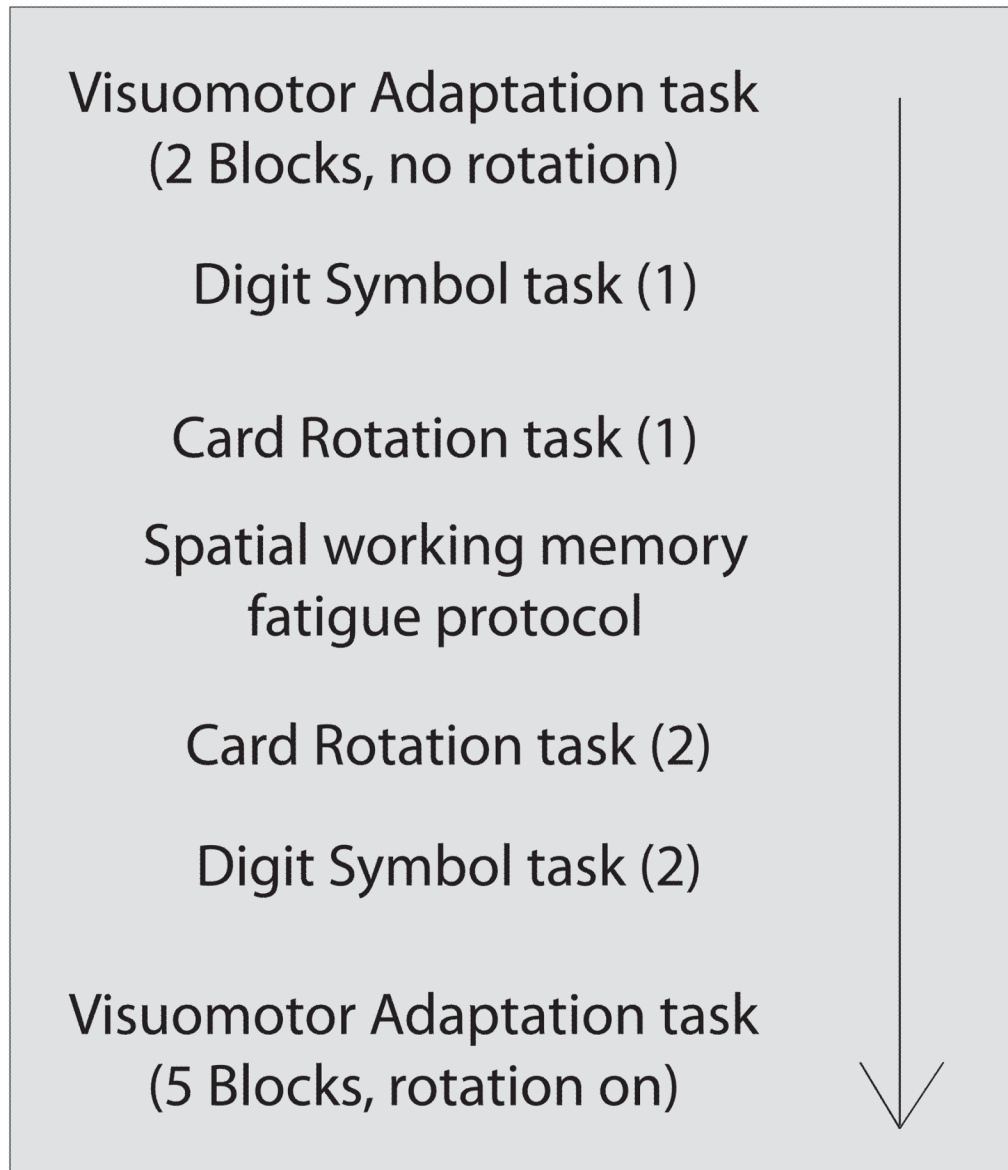 Visuomotor Adaptation task
(2 Blocks, no rotation)
Digit Symbol task (1)
Card Rotation task (1)
Spatial working memory
fatigue protocol
Card Rotation task (2)
Digit Symbol task (2)
Visuomotor Adaptation task
(5 Blocks, rotation on)